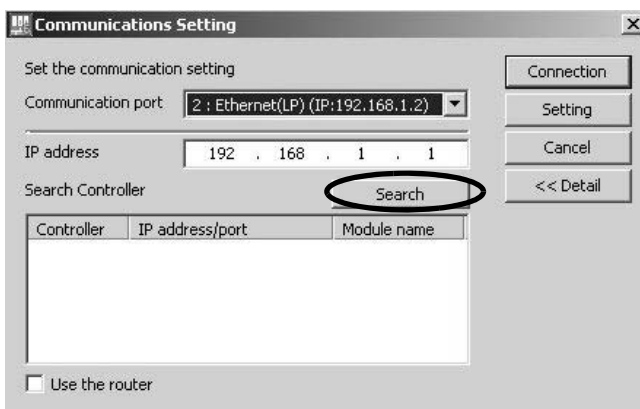 Communications Setting
Set the communication setting
Communication port 2 : Ethernet(LP) (IP:192.168.1.2)
IP address 192 . 168 . 1 . 1
Search Controller Search
Controller IP address/port Module name
Use the router
Connection
Setting
Cancel
<< Detail